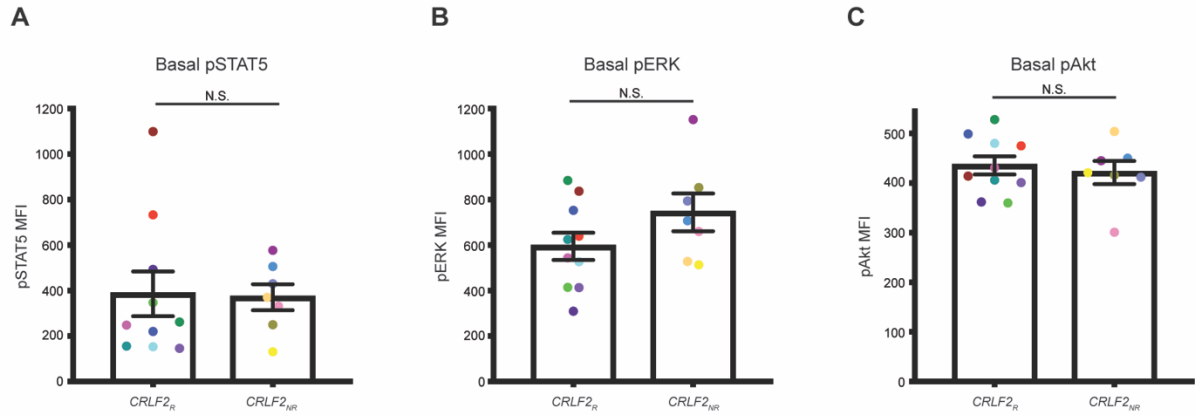 A
Basal pSTAT5
N.S.
pSTAT5 MFI
1200
1000
800
600
400
200
0
CRLF2R
CRLF2NR
B
Basal pERK
N.S.
pERK MFI
1200
1000
800
600
400
200
0
CRLF2R
CRLF2NR
C
Basal pAkt
N.S.
pAkt MFI
500
400
300
200
100
0
CRLF2R
CRLF2NR